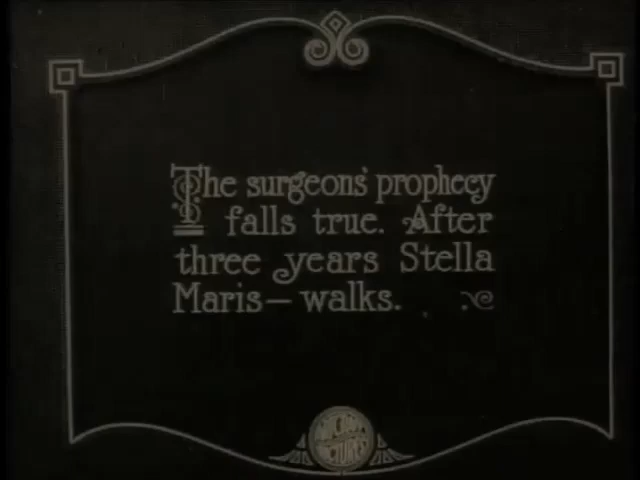 The surgeons' prophecy
falls true. After
three years Stella
Maris — walks.